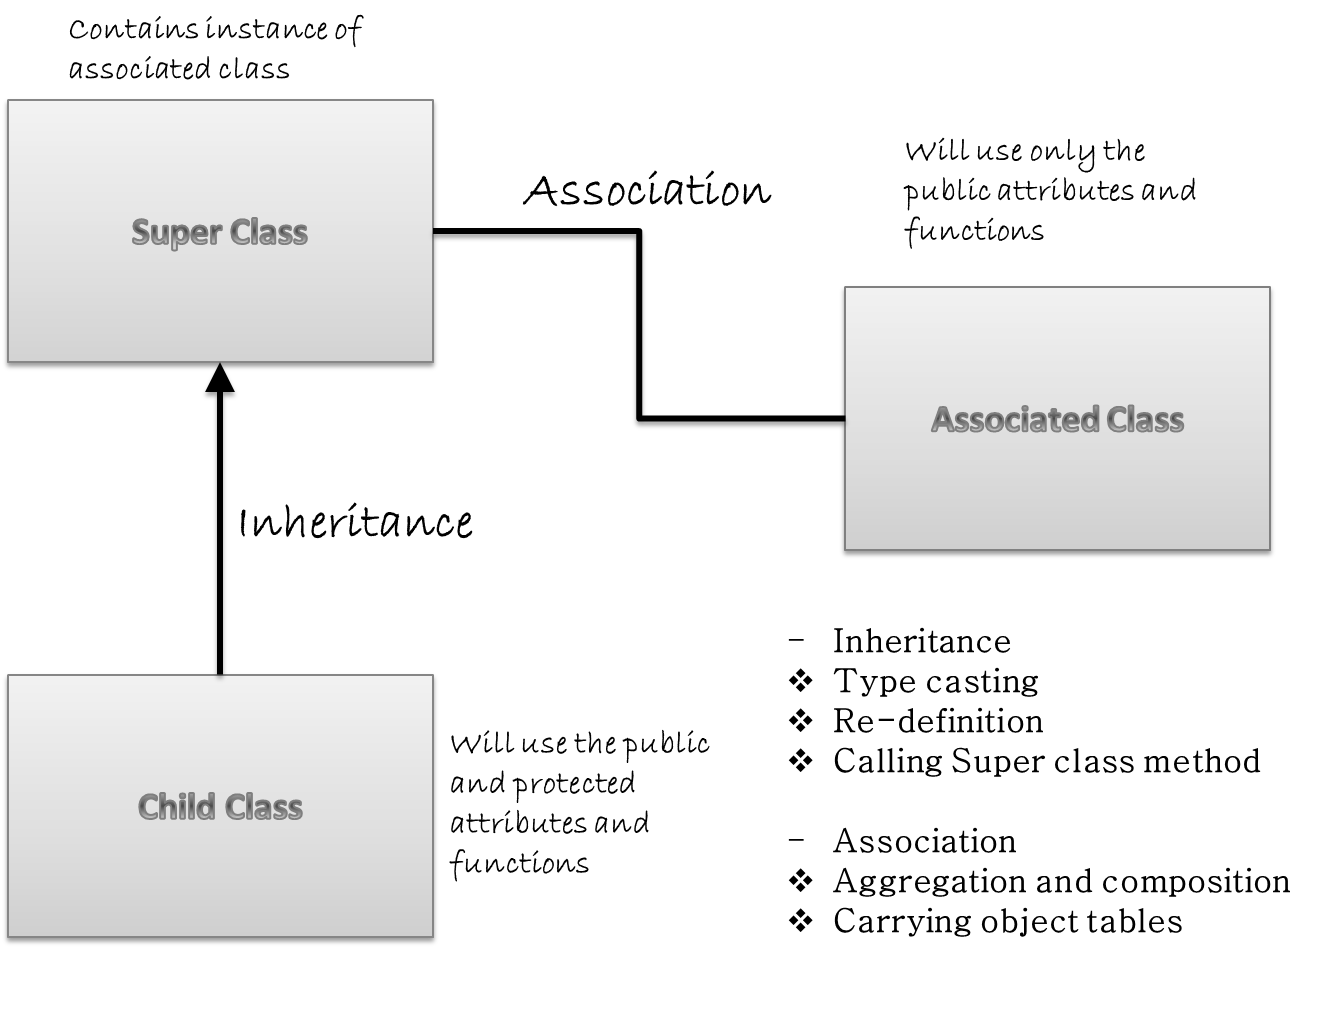 Contains instance of
associated class
Super Class
Association
Will use only the
public attributes and
functions
Associated Class
Inheritance
Child Class
Will use the public
and protected
attributes and
functions
- Inheritance
❖ Type casting
❖ Re-definition
❖ Calling Super class method
- Association
❖ Aggregation and composition
❖ Carrying object tables